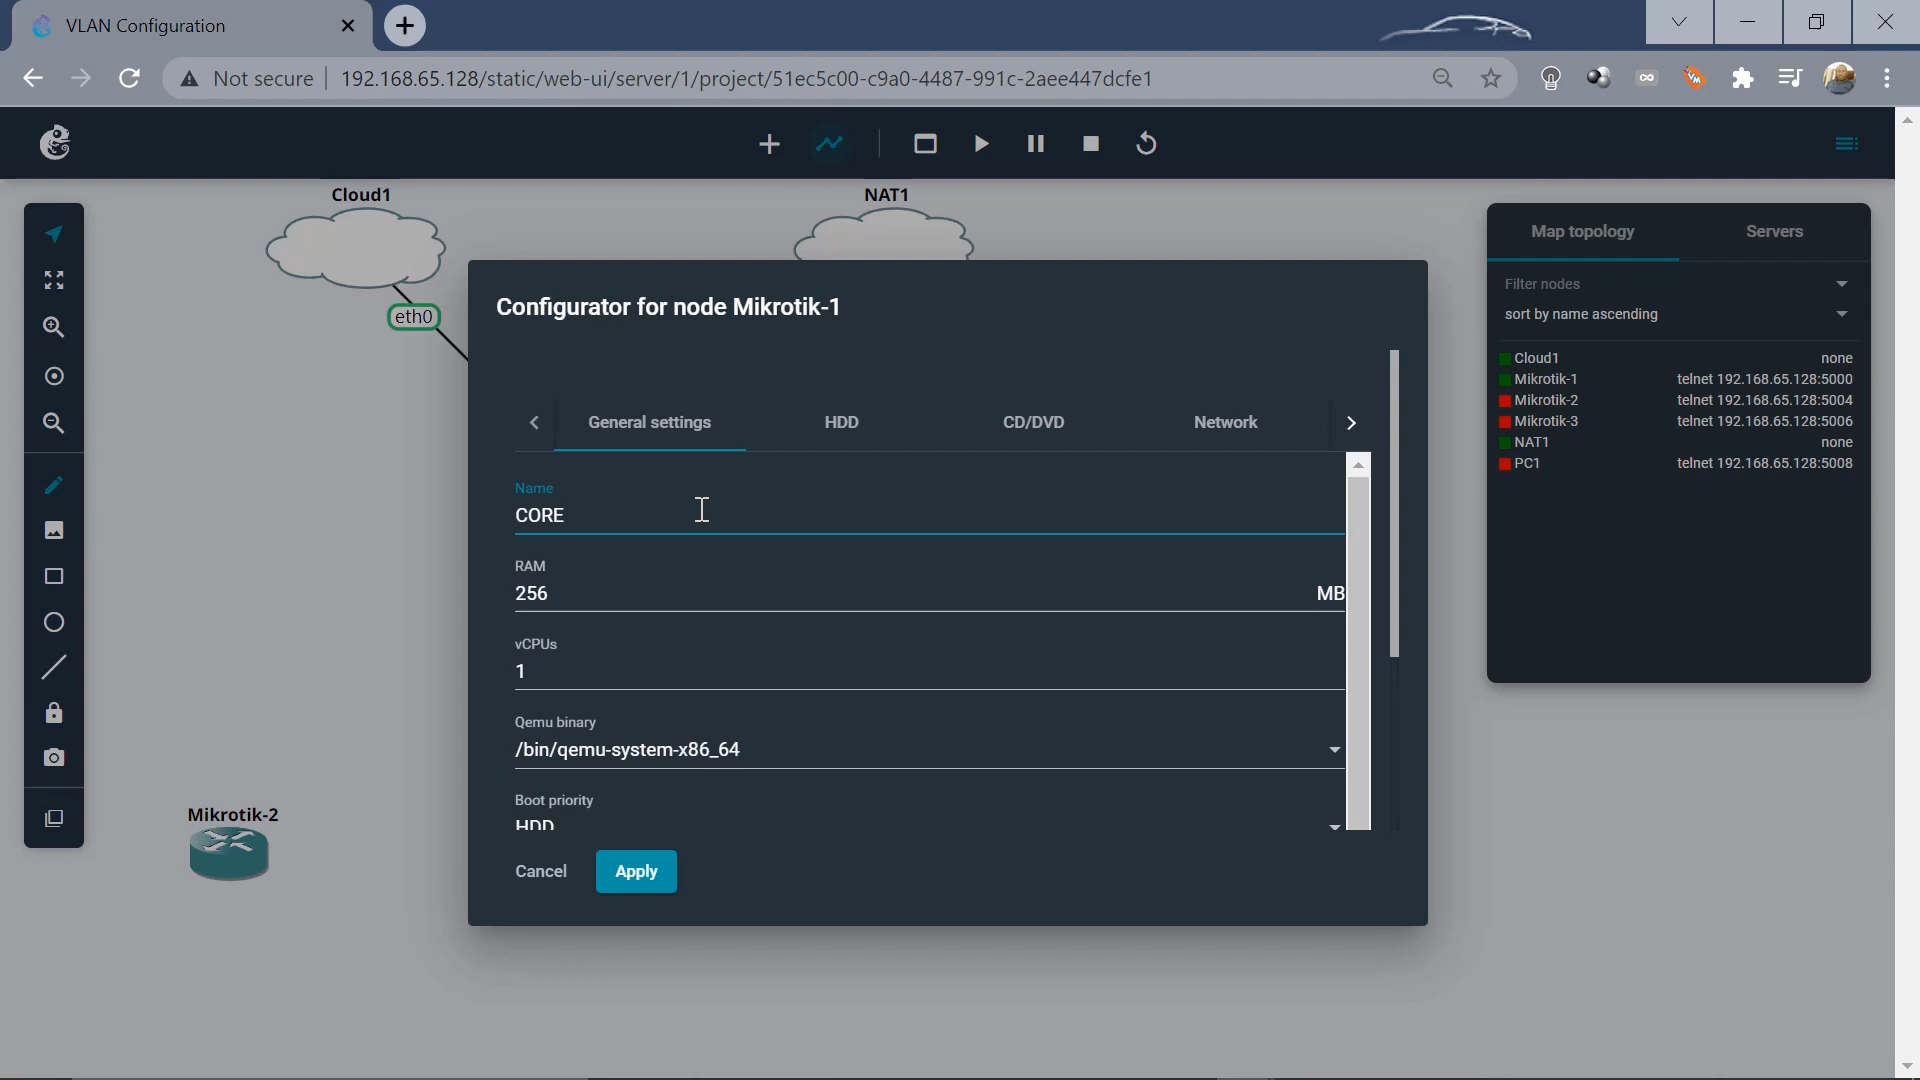 VLAN Configuration
Not secure
192.168.65.128/static/web-ui/server/1/project/51ec5c00-c9a0-4487-991c-2aee447dcfe1
Cloud1
NAT1
eth0
Mikrotik-2
Configurator for node Mikrotik-1
General settings
HDD
CD/DVD
Network
Name
CORE
RAM
256
MB
vCPUs
1
Qemu binary
/bin/qemu-system-x86_64
Boot priority
HDD
Cancel
Apply
Map topology
Servers
Filter nodes
sort by name ascending
Cloud1 none
Mikrotik-1 telnet 192.168.65.128:5000
Mikrotik-2 telnet 192.168.65.128:5004
Mikrotik-3 telnet 192.168.65.128:5006
NAT1 none
PC1 telnet 192.168.65.128:5008